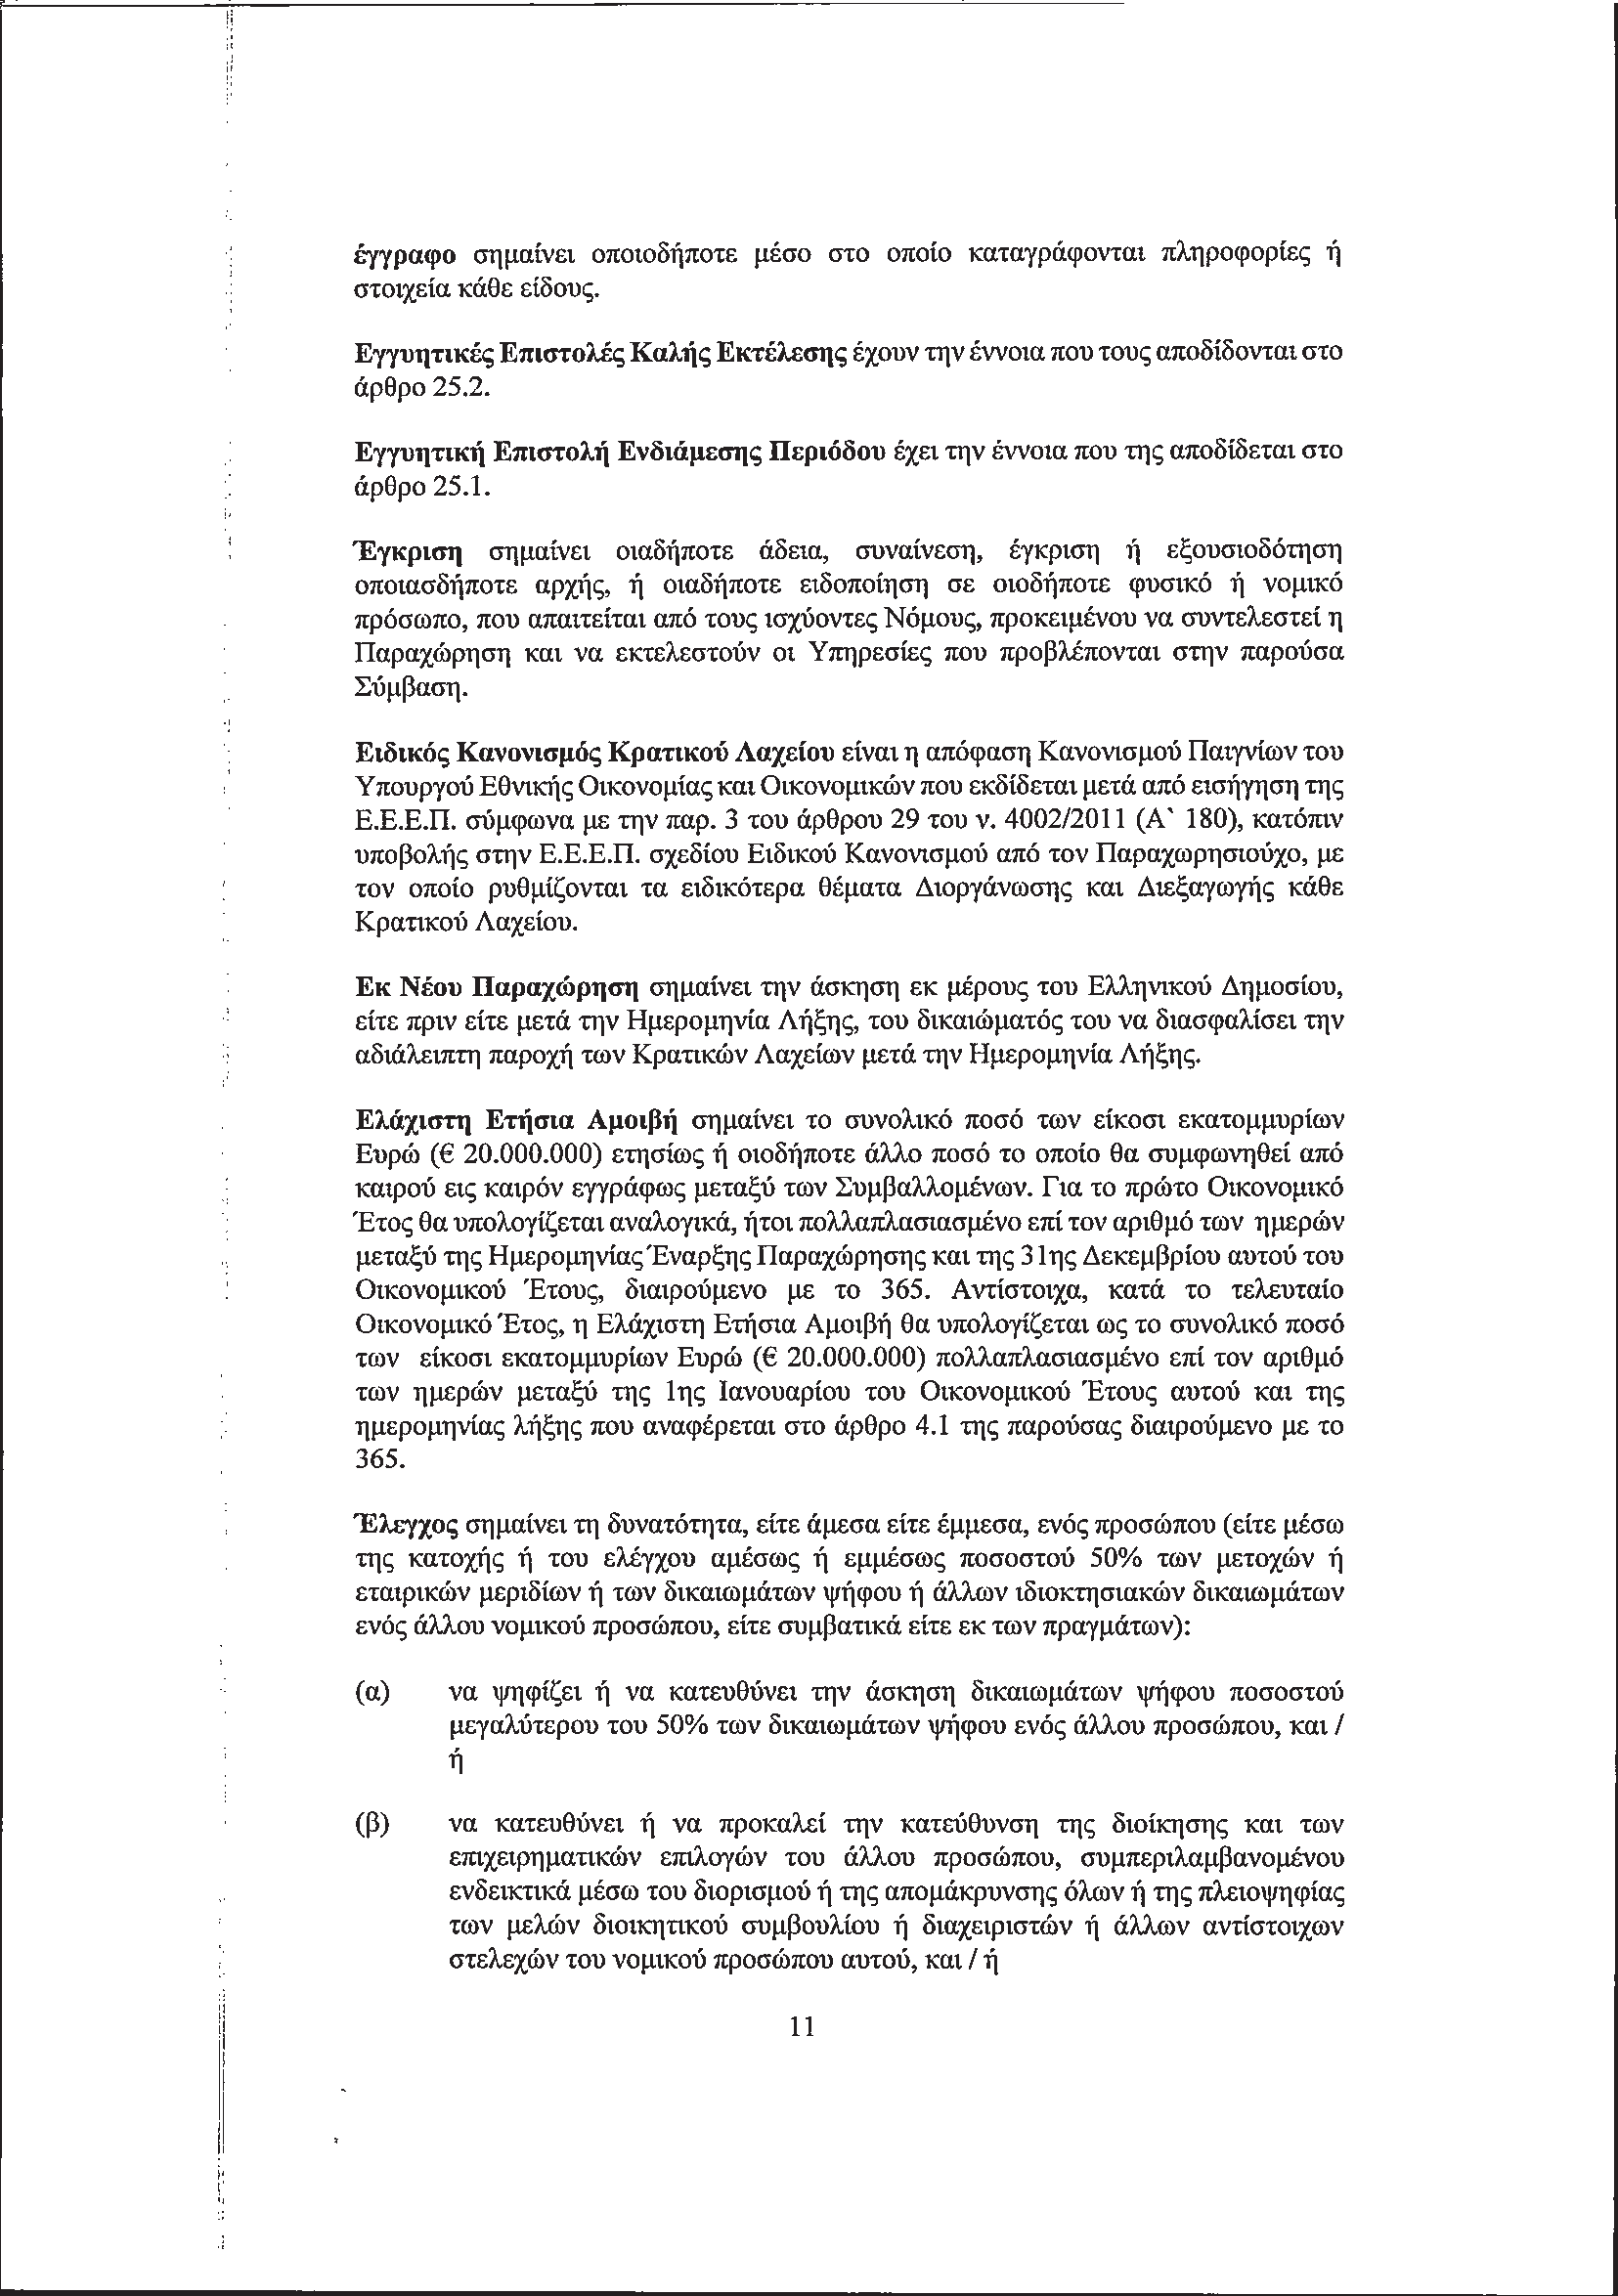 έγγραφο σημαίνει οποιοδήποτε μέσο στο οποίο καταγράφονται πληροφορίες ή
στοιχεία κάθε είδους.
Εγγυητικές Επιστολές Καλής Εκτέλεσης έχουν την έννοια που τους αποδίδονται στο
άρθρο 25.2.
Εγγυητική Επιστολή Ενδιάμεσης Περιόδου έχει την έννοια που της αποδίδεται στο
άρθρο 25.1.
Έγκριση σημαίνει οιαδήποτε άδεια, συναίνεση, έγκριση ή εξουσιοδότηση
οποιασδήποτε αρχής, ή οιαδήποτε ειδοποίηση σε οιοδήποτε φυσικό ή νομικό
πρόσωπο, που απαιτείται από τους ισχύοντες Νόμους, προκειμένου να συντελεστεί η
Παραχώρηση και να εκτελεστούν οι Υπηρεσίες που προβλέπονται στην παρούσα
Σύμβαση.
Ειδικός Κανονισμός Κρατικού Λαχείου είναι η απόφαση Κανονισμού Παιγνίων του
Υπουργού Εθνικής Οικονομίας και Οικονομικών που εκδίδεται μετά από εισήγηση της
Ε.Ε.Ε.Π. σύμφωνα με την παρ. 3 του άρθρου 29 του ν. 4002/2011 (Α` 180), κατόπιν
υποβολής στην Ε.Ε.Ε.Π. σχεδίου Ειδικού Κανονισμού από τον Παραχωρησιούχο, με
τον οποίο ρυθμίζονται τα ειδικότερα θέματα Διοργάνωσης και Διεξαγωγής κάθε
Κρατικού Λαχείου.
Εκ Νέου Παραχώρηση σημαίνει την άσκηση εκ μέρους του Ελληνικού Δημοσίου,
είτε πριν είτε μετά την Ημερομηνία Λήξης, του δικαιώματός του να διασφαλίσει την
αδιάλειπτη παροχή των Κρατικών Λαχείων μετά την Ημερομηνία Λήξης.
Ελάχιστη Ετήσια Αμοιβή σημαίνει το συνολικό ποσό των είκοσι εκατομμυρίων
Ευρώ (€ 20.000.000) ετησίως ή οιοδήποτε άλλο ποσό το οποίο θα συμφωνηθεί από
καιρού εις καιρόν εγγράφως μεταξύ των Συμβαλλομένων. Για το πρώτο Οικονομικό
Έτος θα υπολογίζεται αναλογικά, ήτοι πολλαπλασιασμένο επί τον αριθμό των ημερών
μεταξύ της Ημερομηνίας Έναρξης Παραχώρησης και της 31ης Δεκεμβρίου αυτού του
Οικονομικού Έτους, διαιρούμενο με το 365. Αντίστοιχα, κατά το τελευταίο
Οικονομικό Έτος, η Ελάχιστη Ετήσια Αμοιβή θα υπολογίζεται ως το συνολικό ποσό
των είκοσι εκατομμυρίων Ευρώ (€ 20.000.000) πολλαπλασιασμένο επί τον αριθμό
των ημερών μεταξύ της 1ης Ιανουαρίου του Οικονομικού Έτους αυτού και της
ημερομηνίας λήξης που αναφέρεται στο άρθρο 4.1 της παρούσας διαιρούμενο με το
365.
Έλεγχος σημαίνει τη δυνατότητα, είτε άμεσα είτε έμμεσα, ενός προσώπου (είτε μέσω
της κατοχής ή του ελέγχου αμέσως ή εμμέσως ποσοστού 50% των μετοχών ή
εταιρικών μεριδίων ή των δικαιωμάτων ψήφου ή άλλων ιδιοκτησιακών δικαιωμάτων
ενός άλλου νομικού προσώπου, είτε συμβατικά είτε εκ των πραγμάτων):
(α) να ψηφίζει ή να κατευθύνει την άσκηση δικαιωμάτων ψήφου ποσοστού
μεγαλύτερου του 50% των δικαιωμάτων ψήφου ενός άλλου προσώπου, και /
ή
(β) να κατευθύνει ή να προκαλεί την κατεύθυνση της διοίκησης και των
επιχειρηματικών επιλογών του άλλου προσώπου, συμπεριλαμβανομένου
ενδεικτικά μέσω του διορισμού ή της απομάκρυνσης όλων ή της πλειοψηφίας
των μελών διοικητικού συμβουλίου ή διαχειριστών ή άλλων αντίστοιχων
στελεχών του νομικού προσώπου αυτού, και / ή
11